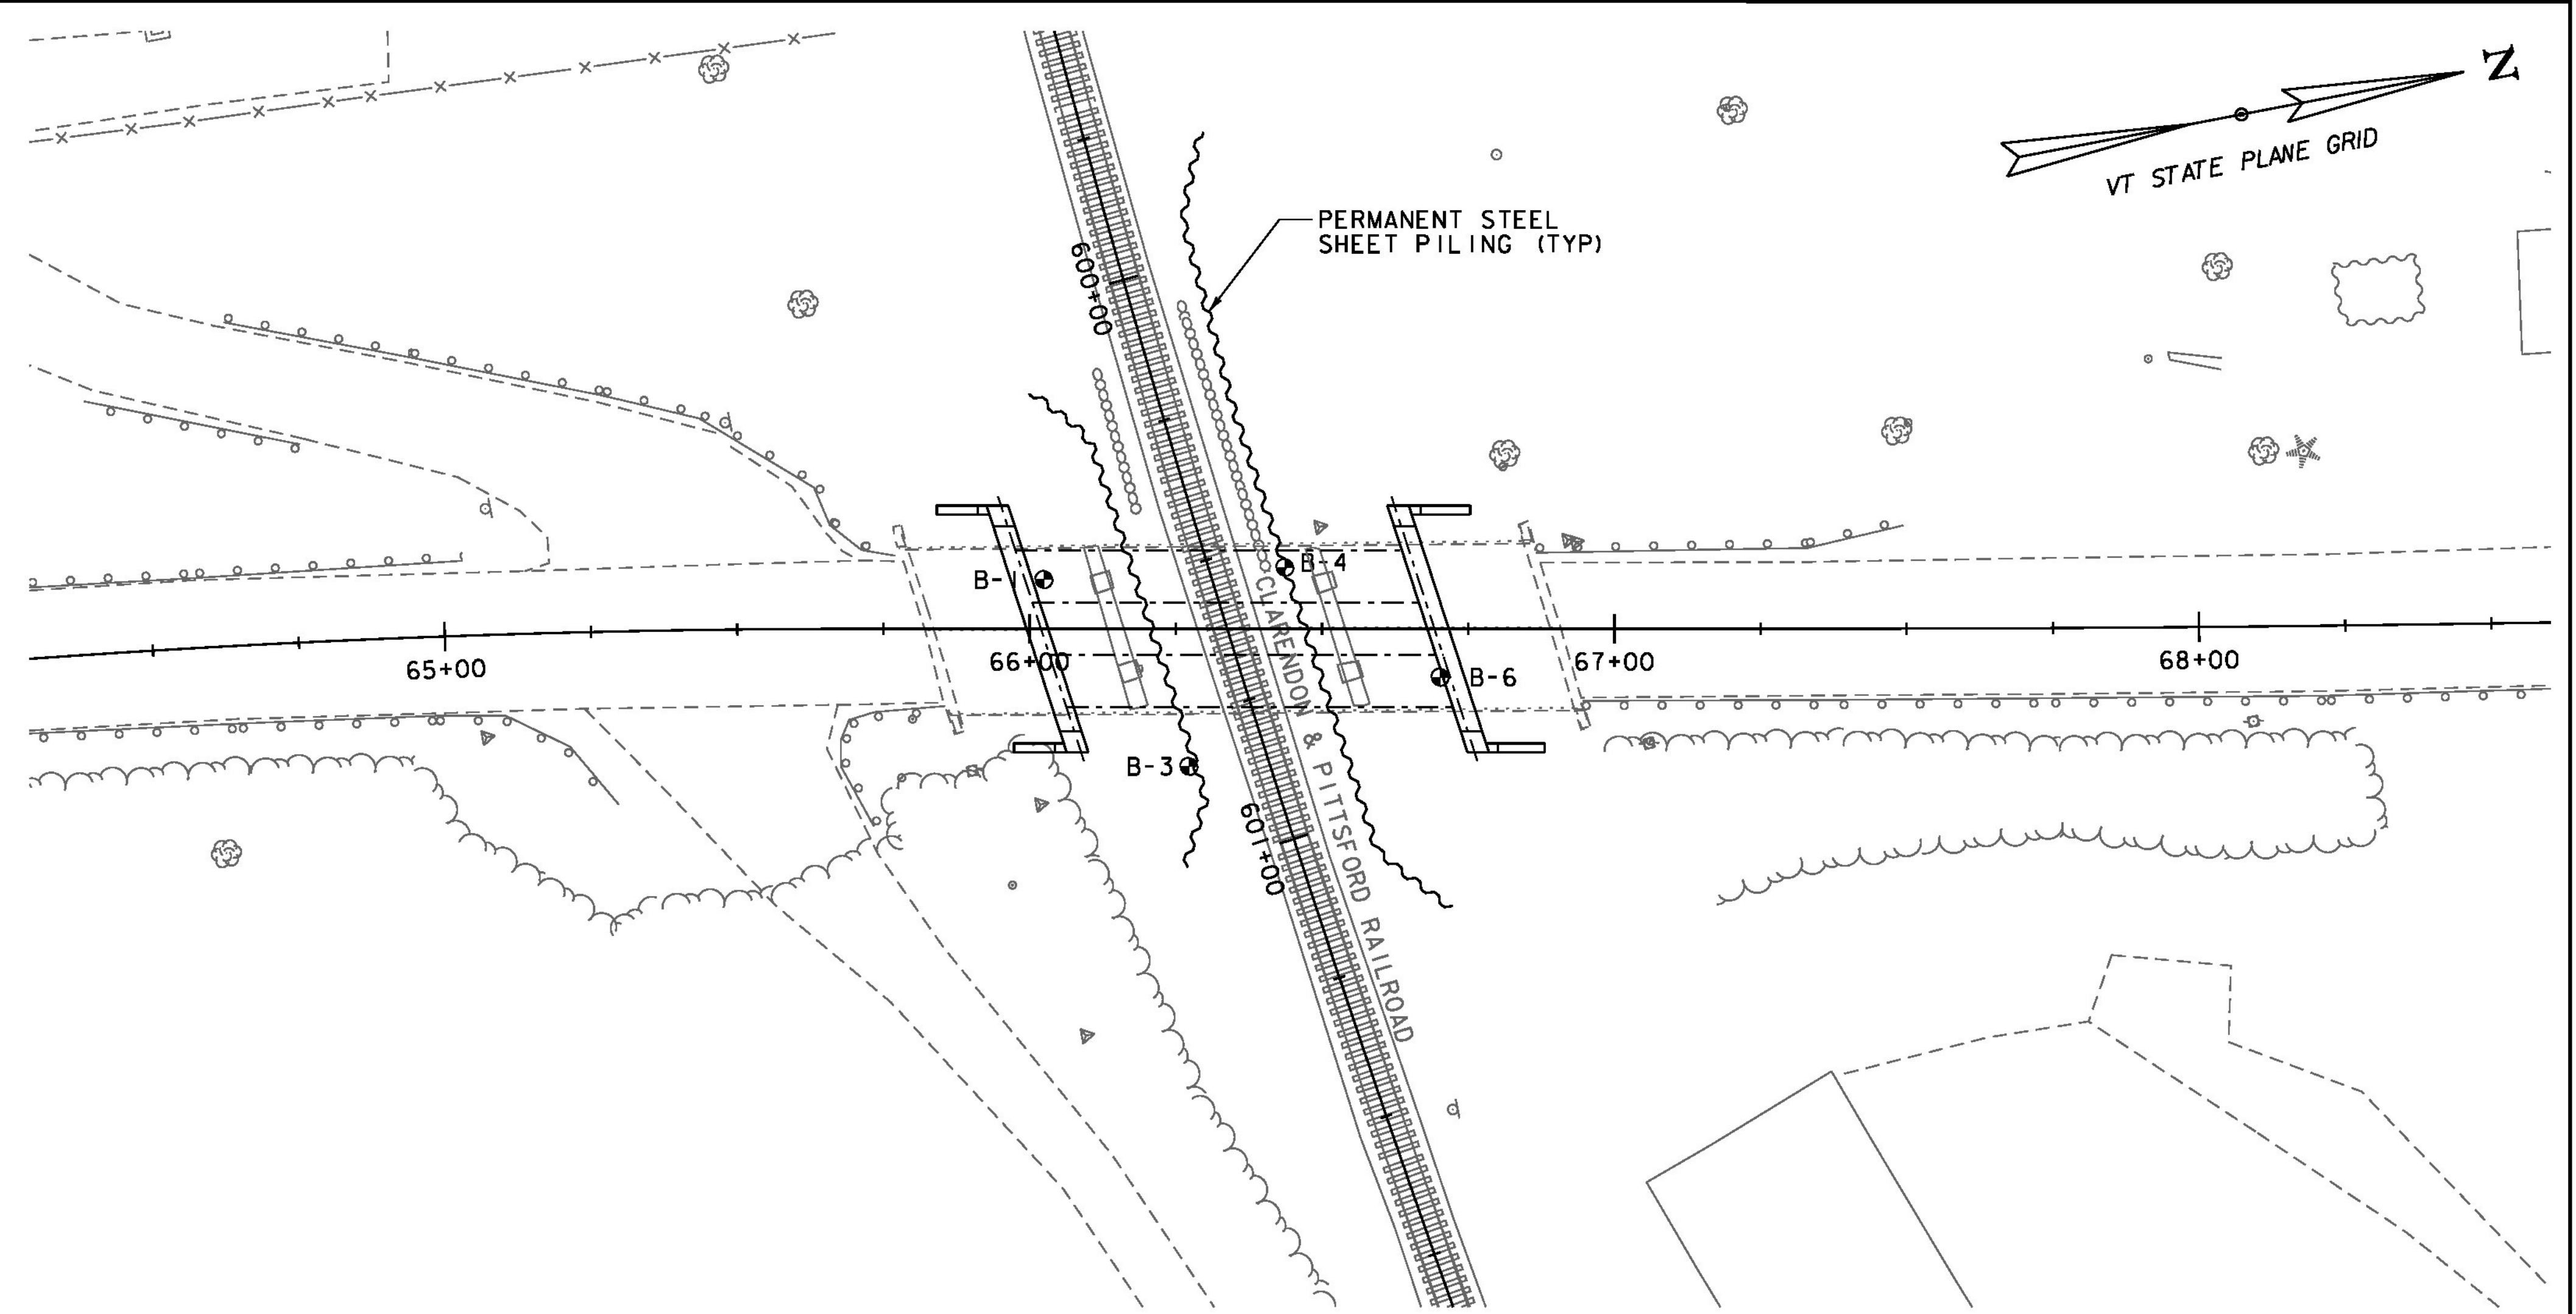 N
VT STATE PLANE GRID
PERMANENT STEEL
SHEET PILING (TYP)
600+00
B-1
B-4
CLARENDON & PITTSFORD RAILROAD
65+00
66+00
67+00
68+00
B-6
B-3
601+00